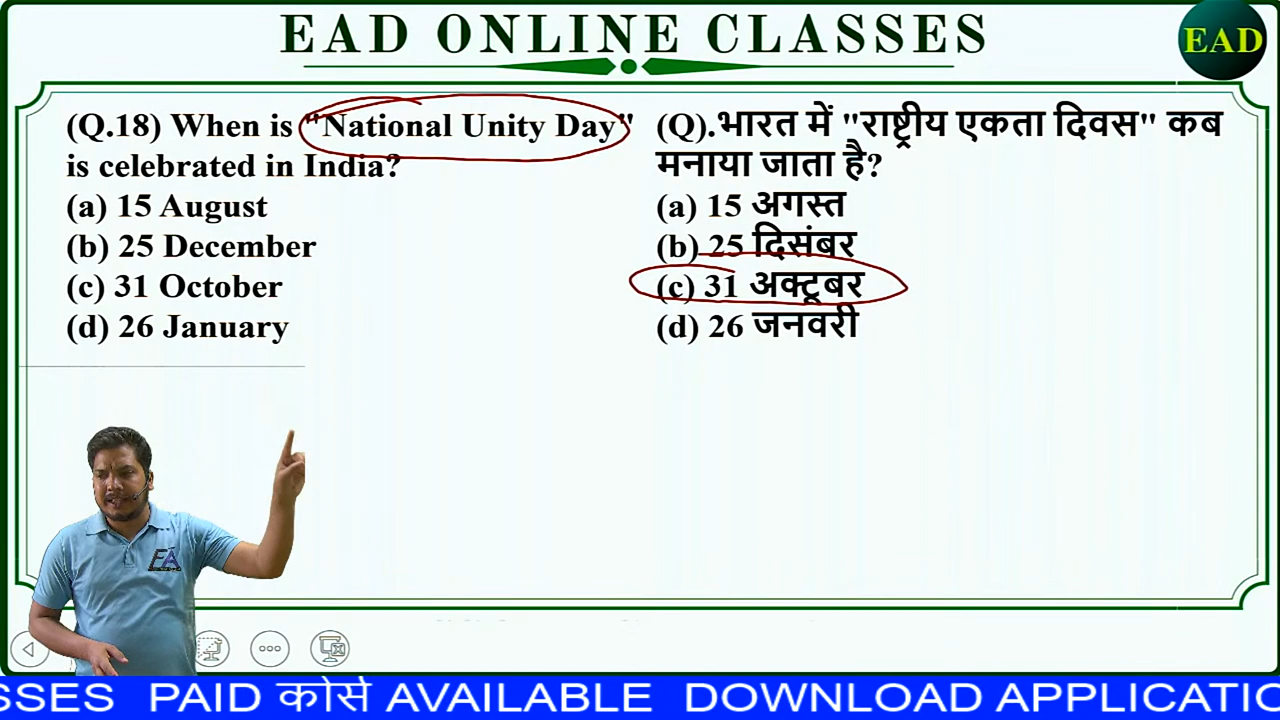 EAD ONLINE CLASSES
EAD
(Q.18) When is "National Unity Day"
is celebrated in India?
(a) 15 August
(b) 25 December
(c) 31 October
(d) 26 January
(Q).भारत में "राष्ट्रीय एकता दिवस" कब
मनाया जाता है?
(a) 15 अगस्त
(b) 25 दिसंबर
(c) 31 अक्टूबर
(d) 26 जनवरी
EA
SSES PAID कोर्स AVAILABLE DOWNLOAD APPLICATIO